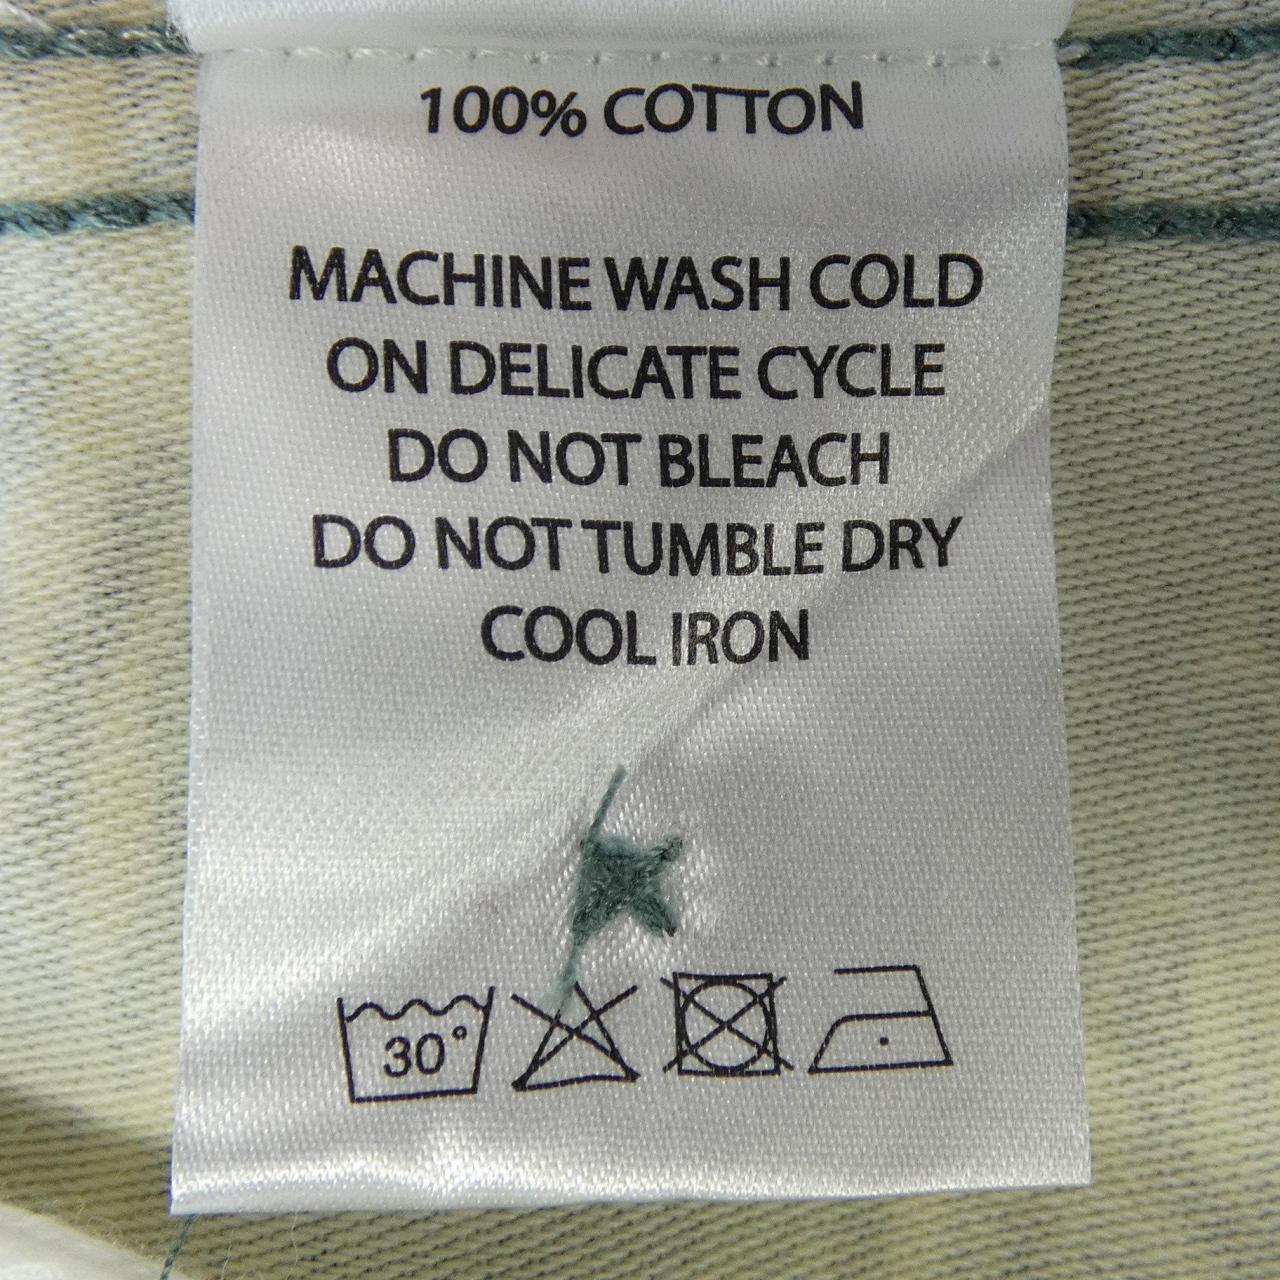 100% COTTON
MACHINE WASH COLD
ON DELICATE CYCLE
DO NOT BLEACH
DO NOT TUMBLE DRY
COOL IRON
30°